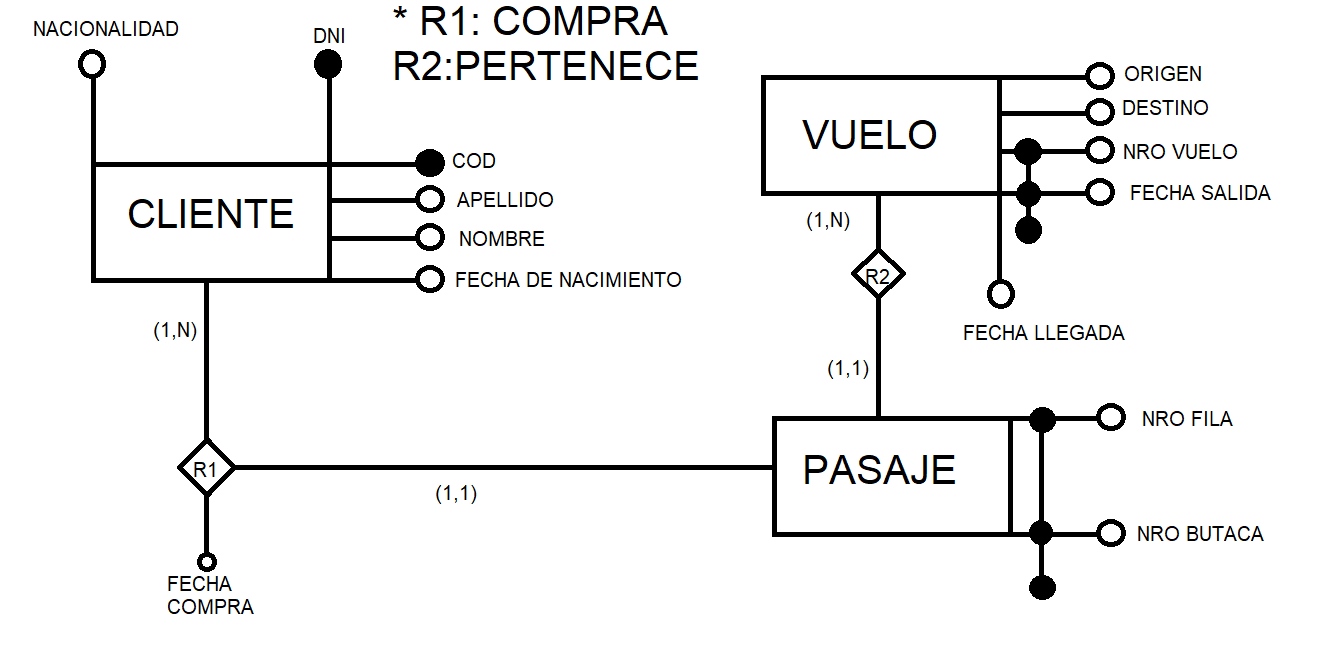 NACIONALIDAD
DNI
* R1: COMPRA
R2:PERTENECE
COD
CLIENTE
APELLIDO
NOMBRE
FECHA DE NACIMIENTO
(1,N)
R1
(1,1)
FECHA
COMPRA
VUELO
ORIGEN
DESTINO
NRO VUELO
FECHA SALIDA
(1,N)
R2
FECHA LLEGADA
(1,1)
PASAJE
NRO FILA
NRO BUTACA